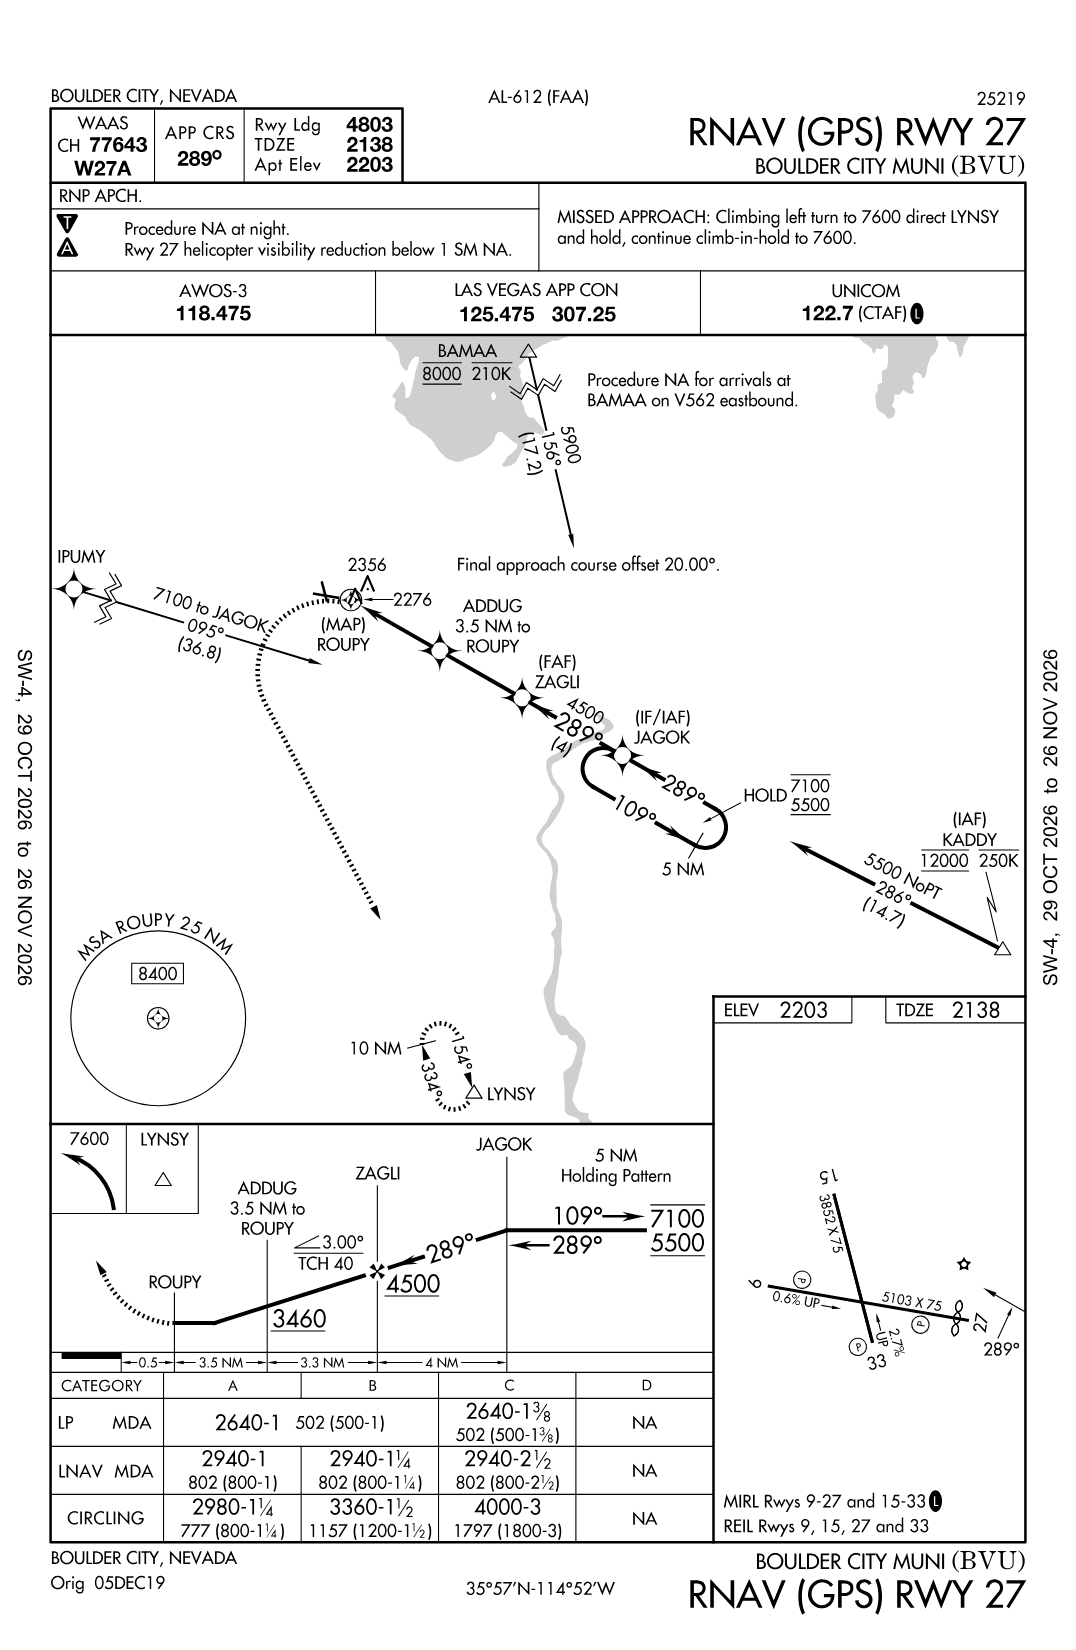 BOULDER CITY, NEVADA
AL-612 (FAA)
25219
WAAS
CH 77643
W27A
APP CRS
289°
Rwy Ldg 4803
TDZE 2138
Apt Elev 2203
RNAV (GPS) RWY 27
BOULDER CITY MUNI (BVU)
RNP APCH.
T
A
Procedure NA at night.
Rwy 27 helicopter visibility reduction below 1 SM NA.
MISSED APPROACH: Climbing left turn to 7600 direct LYNSY
and hold, continue climb-in-hold to 7600.
AWOS-3
118.475
LAS VEGAS APP CON
125.475 307.25
UNICOM
122.7 (CTAF) L
BAMAA
8000 210K
Procedure NA for arrivals at
BAMAA on V562 eastbound.
5900
156°
(17.2)
IPUMY
7100 to JAGOK
095°
(36.8)
2356
2276
(MAP)
ROUPY
Final approach course offset 20.00°.
ADDUG
3.5 NM to
ROUPY
(FAF)
ZAGLI
4500
289°
(4)
(IF/IAF)
JAGOK
289°
109°
HOLD 7100
5500
5 NM
(IAF)
KADDY
12000 250K
5500 NoPT
286°
(14.7)
MSA ROUPY 25 NM
8400
10 NM
154°
334°
LYNSY
SW-4, 29 OCT 2026 to 26 NOV 2026
SW-4, 29 OCT 2026 to 26 NOV 2026
ELEV 2203
TDZE 2138
15
3852 X 75
9
P
0.6% UP
5103 X 75
P
27
P
UP
2.7%
33
289°
MIRL Rwys 9-27 and 15-33 L
REIL Rwys 9, 15, 27 and 33
7600
LYNSY
JAGOK
5 NM
Holding Pattern
ZAGLI
ADDUG
3.5 NM to
ROUPY
ROUPY
3.00°
TCH 40
289°
109°
289°
7100
5500
4500
3460
0.5
3.5 NM
3.3 NM
4 NM
CATEGORY A B C D
LP MDA 2640-1 502 (500-1) 2640-1⅜ NA
502 (500-1⅜)
LNAV MDA 2940-1 2940-1¼ 2940-2½ NA
802 (800-1) 802 (800-1¼) 802 (800-2½)
CIRCLING 2980-1¼ 3360-1½ 4000-3 NA
777 (800-1¼) 1157 (1200-1½) 1797 (1800-3)
BOULDER CITY, NEVADA
Orig 05DEC19
35°57'N-114°52'W
BOULDER CITY MUNI (BVU)
RNAV (GPS) RWY 27